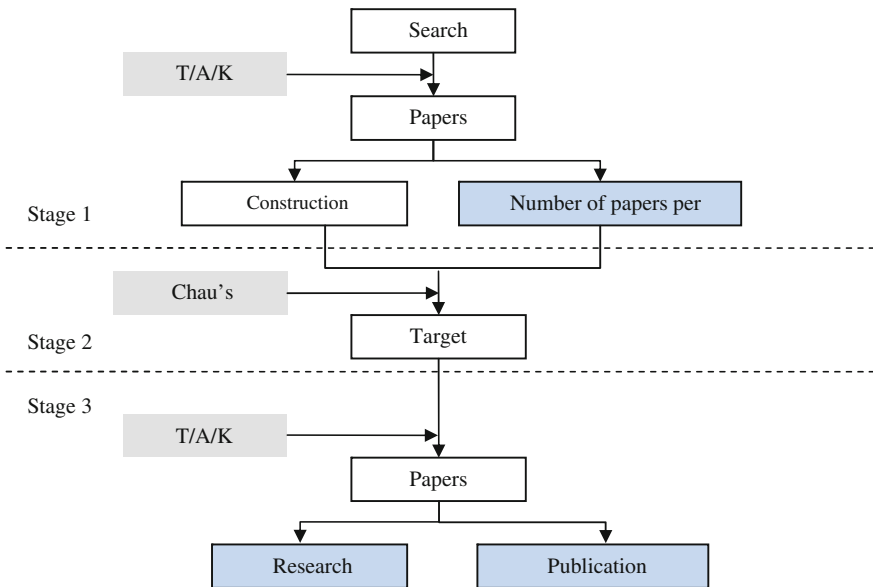 Search
T/A/K
Papers
Construction
Number of papers per
Stage 1
Chau's
Target
Stage 2
Stage 3
T/A/K
Papers
Research
Publication